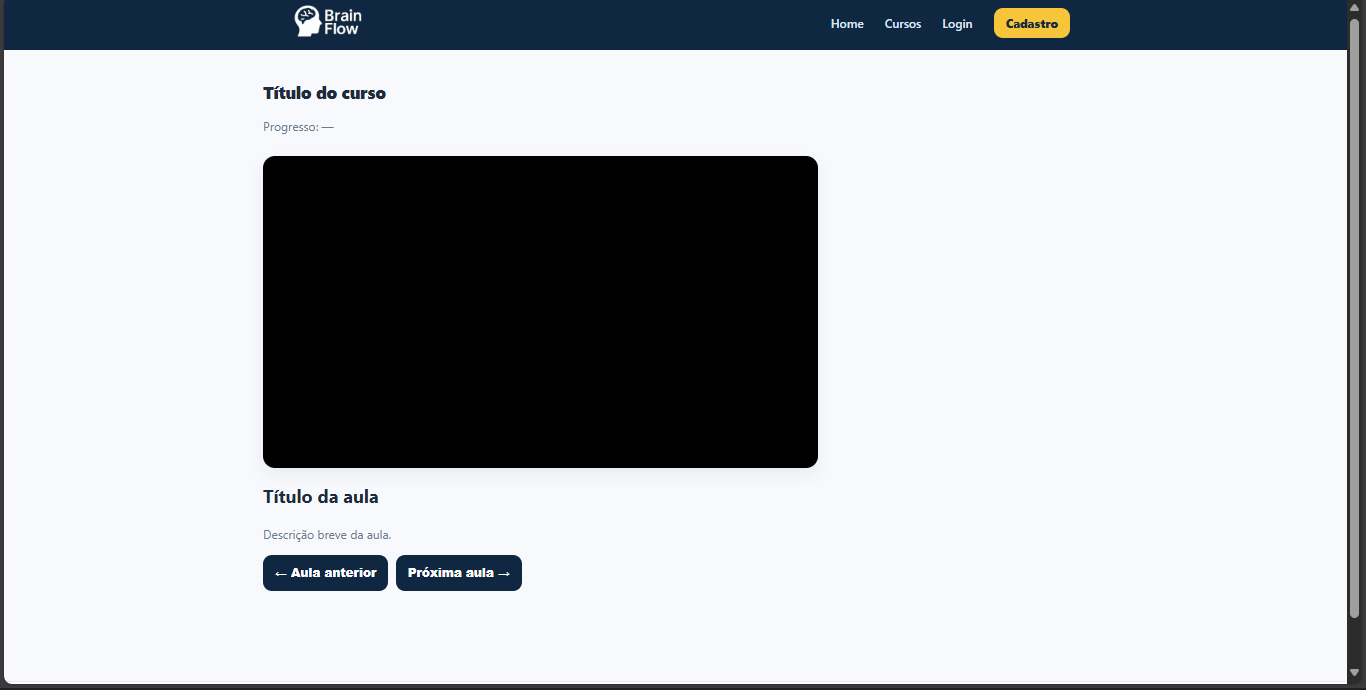 Brain
Flow
Home Cursos Login Cadastro
Título do curso
Progresso: —
Título da aula
Descrição breve da aula.
← Aula anterior Próxima aula →